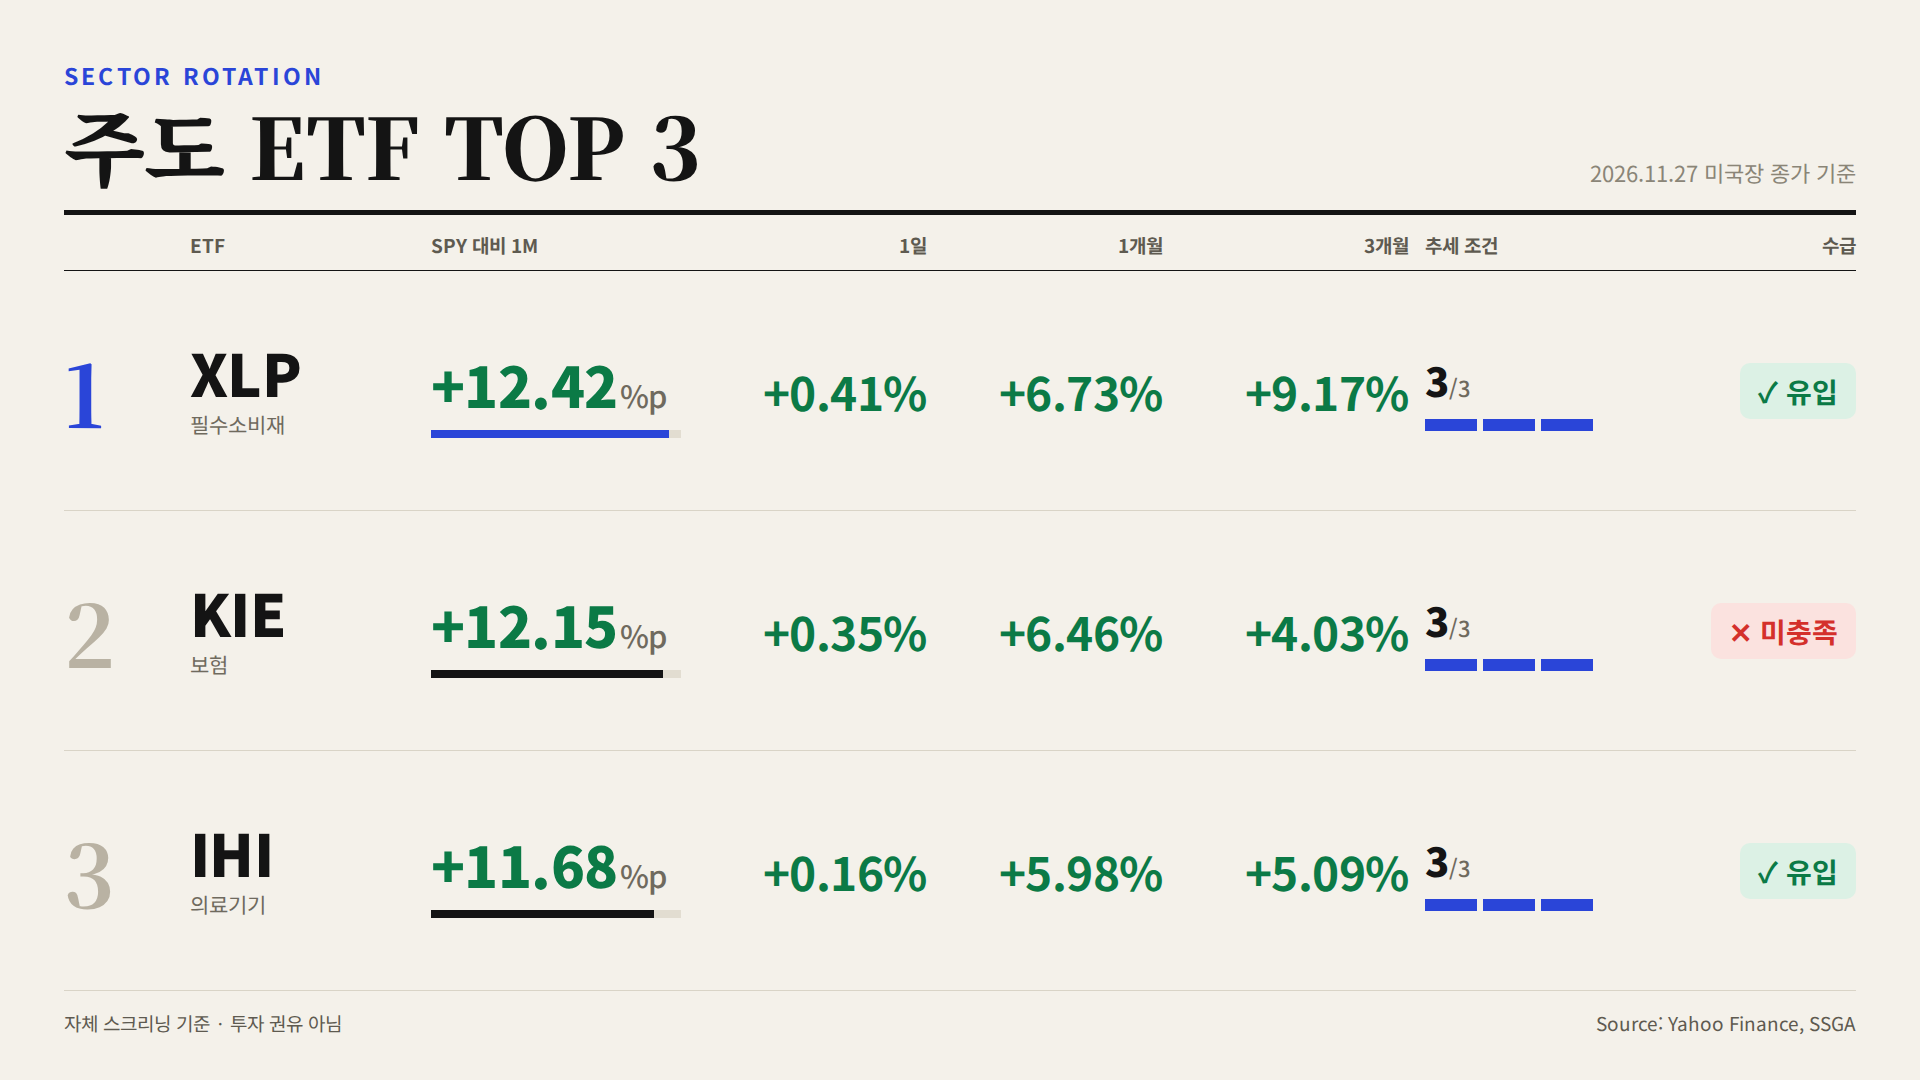 SECTOR ROTATION
주도 ETF TOP 3
2026.11.27 미국장 종가 기준
ETF SPY 대비 1M 1일 1개월 3개월 추세 조건 수급
1 XLP +12.42%p +0.41% +6.73% +9.17% 3/3 ✓ 유입
필수소비재
2 KIE +12.15%p +0.35% +6.46% +4.03% 3/3 ✕ 미충족
보험
3 IHI +11.68%p +0.16% +5.98% +5.09% 3/3 ✓ 유입
의료기기
자체 스크리닝 기준 · 투자 권유 아님
Source: Yahoo Finance, SSGA